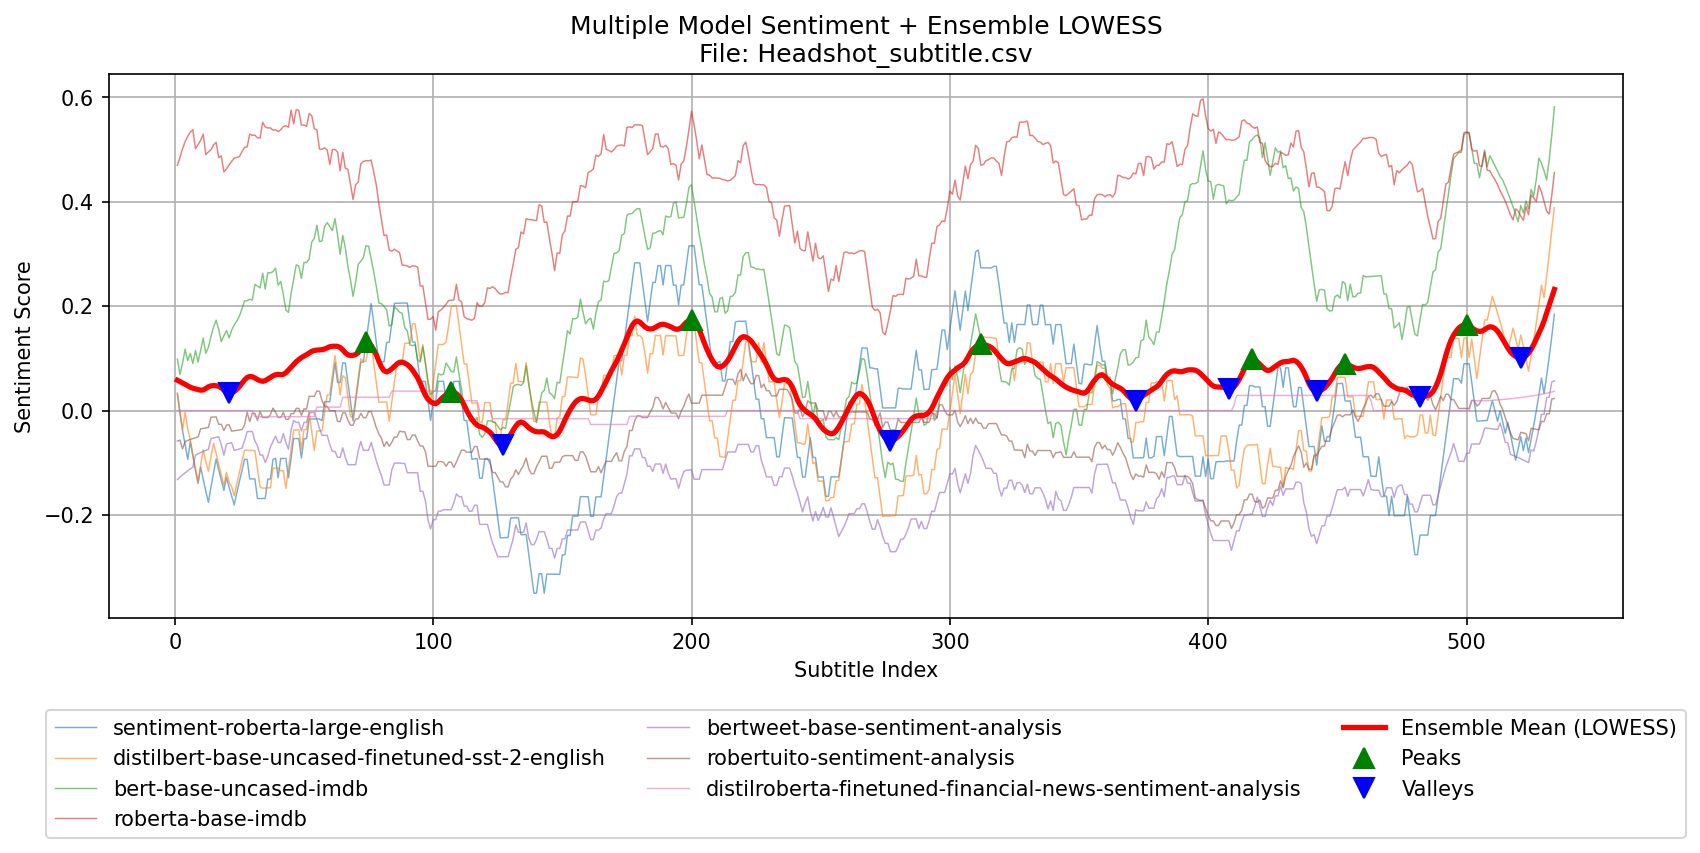 Multiple Model Sentiment + Ensemble LOWESS
File: Headshot_subtitle.csv
Sentiment Score
0.6
0.4
0.2
0.0
−0.2
0
100
200
300
400
500
Subtitle Index
sentiment-roberta-large-english
distilbert-base-uncased-finetuned-sst-2-english
bert-base-uncased-imdb
roberta-base-imdb
bertweet-base-sentiment-analysis
robertuito-sentiment-analysis
distilroberta-finetuned-financial-news-sentiment-analysis
Ensemble Mean (LOWESS)
Peaks
Valleys